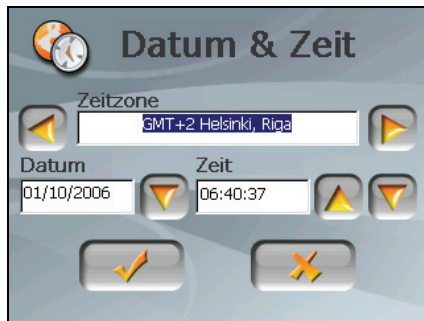 Datum & Zeit
Zeitzone
GMT+2 Helsinki, Riga
Datum Zeit
01/10/2006 06:40:37